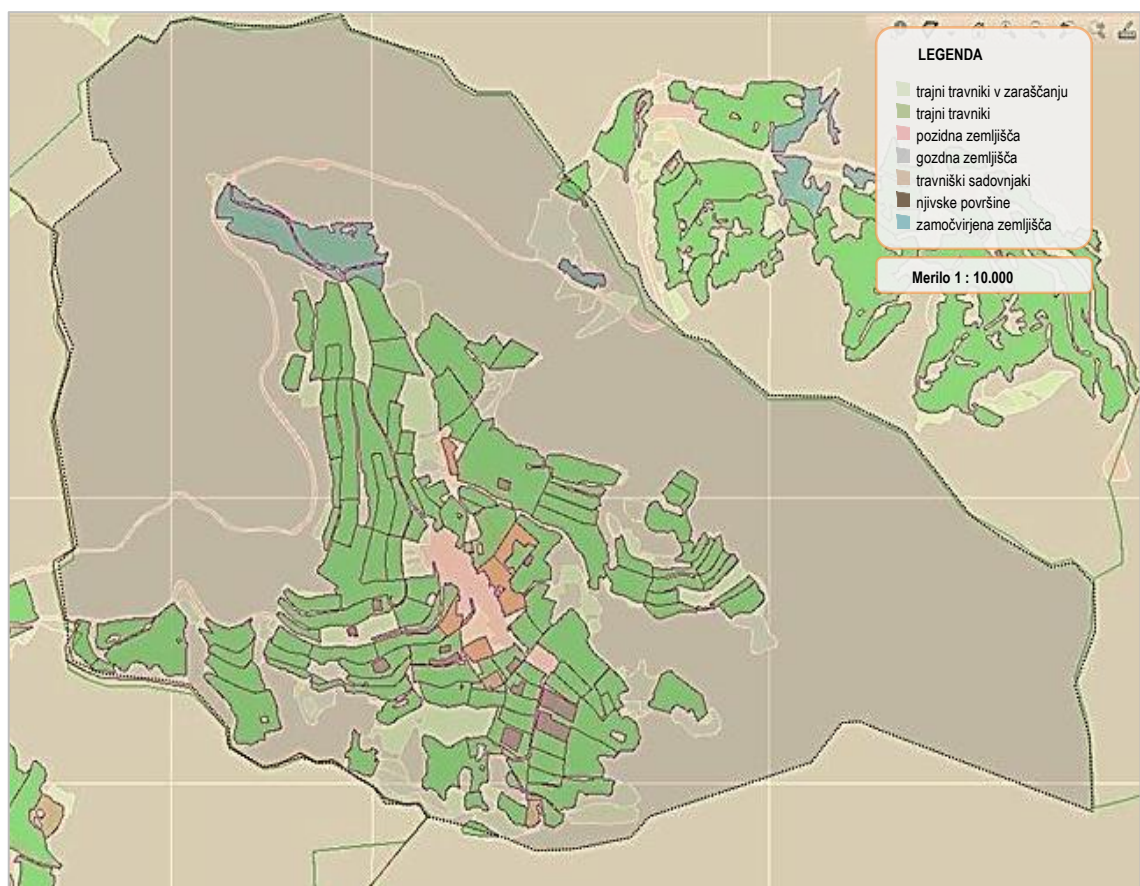 LEGENDA
trajni travniki v zaraščanju
trajni travniki
pozidna zemljišča
gozdna zemljišča
travniški sadovnjaki
njivske površine
zamočvirjena zemljišča
Merilo 1 : 10.000